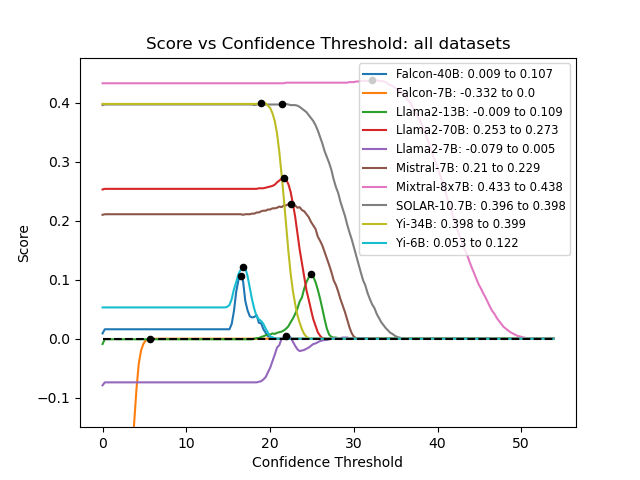 Score vs Confidence Threshold: all datasets
Falcon-40B: 0.009 to 0.107
Falcon-7B: -0.332 to 0.0
Llama2-13B: -0.009 to 0.109
Llama2-70B: 0.253 to 0.273
Llama2-7B: -0.079 to 0.005
Mistral-7B: 0.21 to 0.229
Mixtral-8x7B: 0.433 to 0.438
SOLAR-10.7B: 0.396 to 0.398
Yi-34B: 0.398 to 0.399
Yi-6B: 0.053 to 0.122
Score
0.4
0.3
0.2
0.1
0.0
−0.1
0 10 20 30 40 50
Confidence Threshold